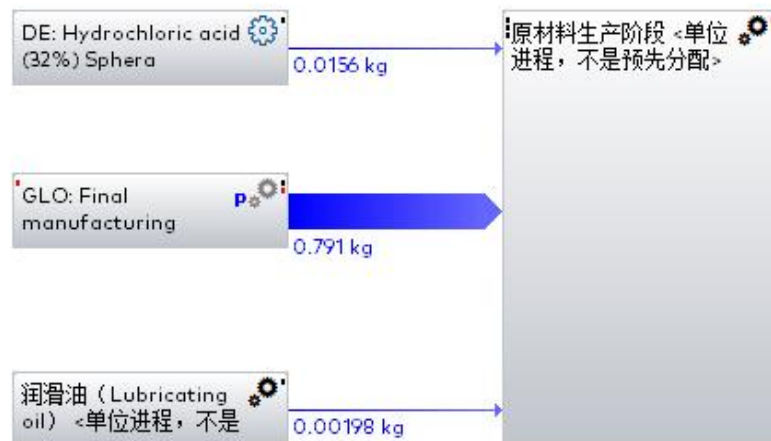 DE: Hydrochloric acid
(32%) Sphera
0.0156 kg
原材料生产阶段 <单位
进程，不是预先分配>
GLO: Final
manufacturing
p
0.791 kg
润滑油（Lubricating
oil） <单位进程，不是
0.00198 kg